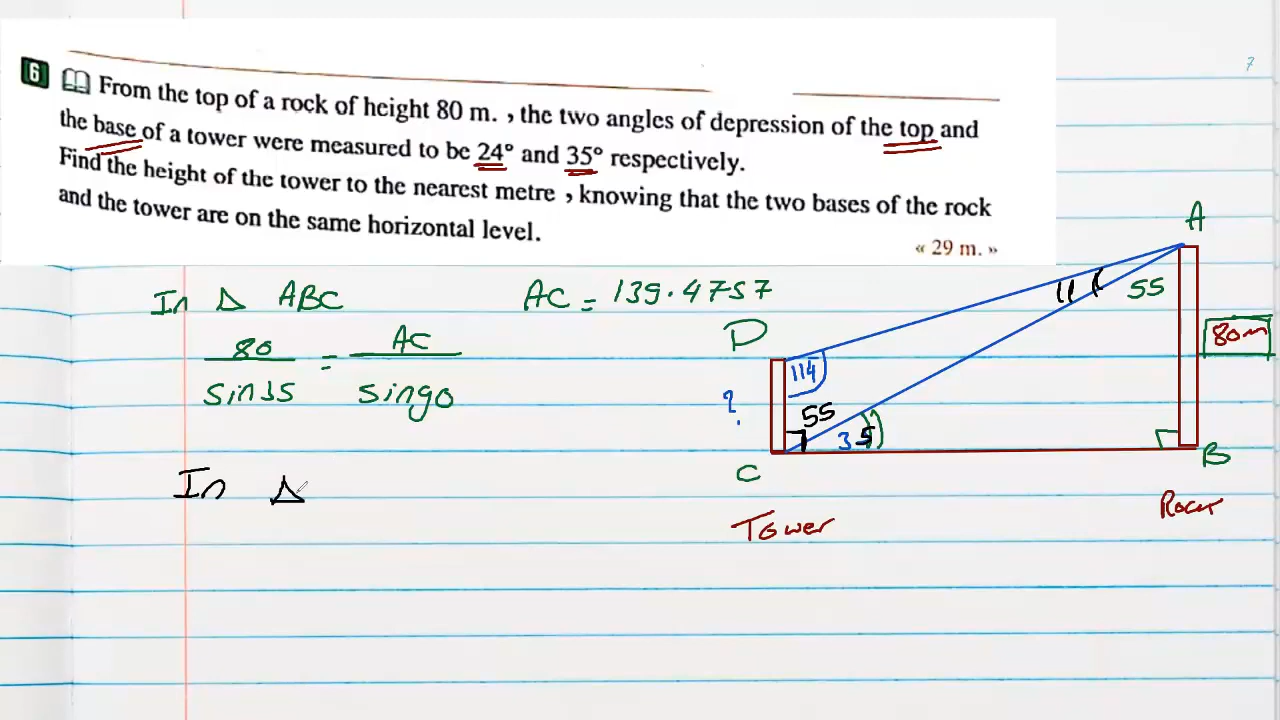 7
6 From the top of a rock of height 80 m. , the two angles of depression of the top and
the base of a tower were measured to be 24° and 35° respectively.
Find the height of the tower to the nearest metre , knowing that the two bases of the rock
and the tower are on the same horizontal level.
« 29 m. »
In Δ ABC AC = 139.4757
80 / sin35 = AC / sin90
In Δ
A
11 55
80m
D
114
?
55
35
C
B
Tower
Rock